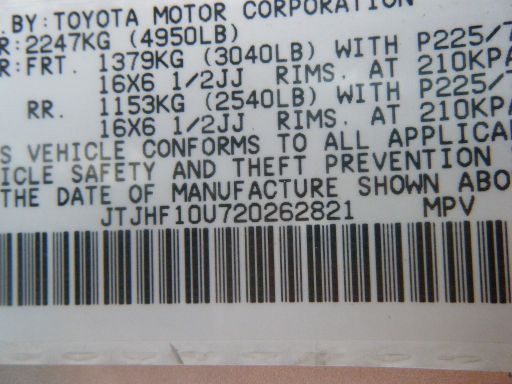 . BY: TOYOTA MOTOR CORPORATION
R: 2247KG (4950LB)
R: FRT. 1379KG (3040LB) WITH P225/7
16X6 1/2JJ RIMS, AT 210KPA
RR. 1153KG (2540LB) WITH P225/
16X6 1/2JJ RIMS, AT 210KPA
S VEHICLE CONFORMS TO ALL APPLICA
ICLE SAFETY AND THEFT PREVENTION
THE DATE OF MANUFACTURE SHOWN ABO
JTJHF10U720262821 MPV